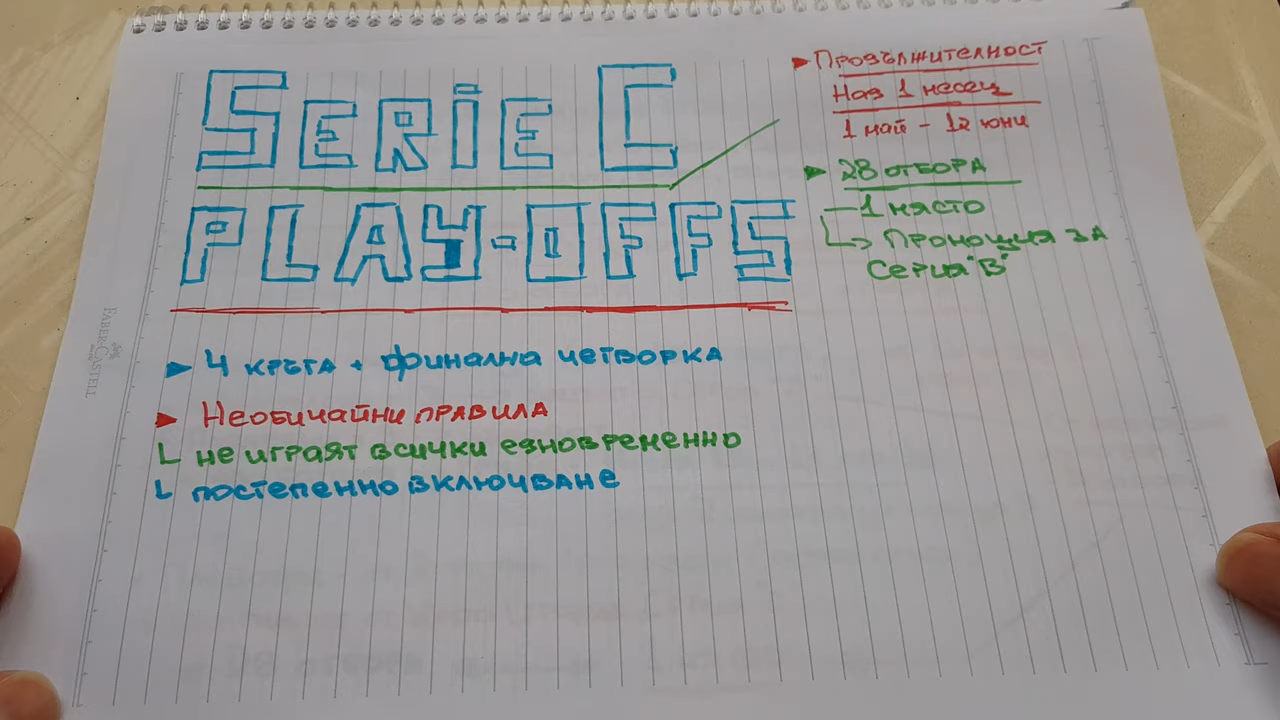 SERIE C
PLAY-OFFS
▸ Продължителност
Над 1 месец
1 май - 12 юни
▸ 28 ОТБОРА
— 1 място
↳ Промоция за
Серия "В"
▸ 4 кръга + финална четворка
▸ Необичайни правила
L не играят всички едновременно
L постепенно включване
FABER-CASTELL